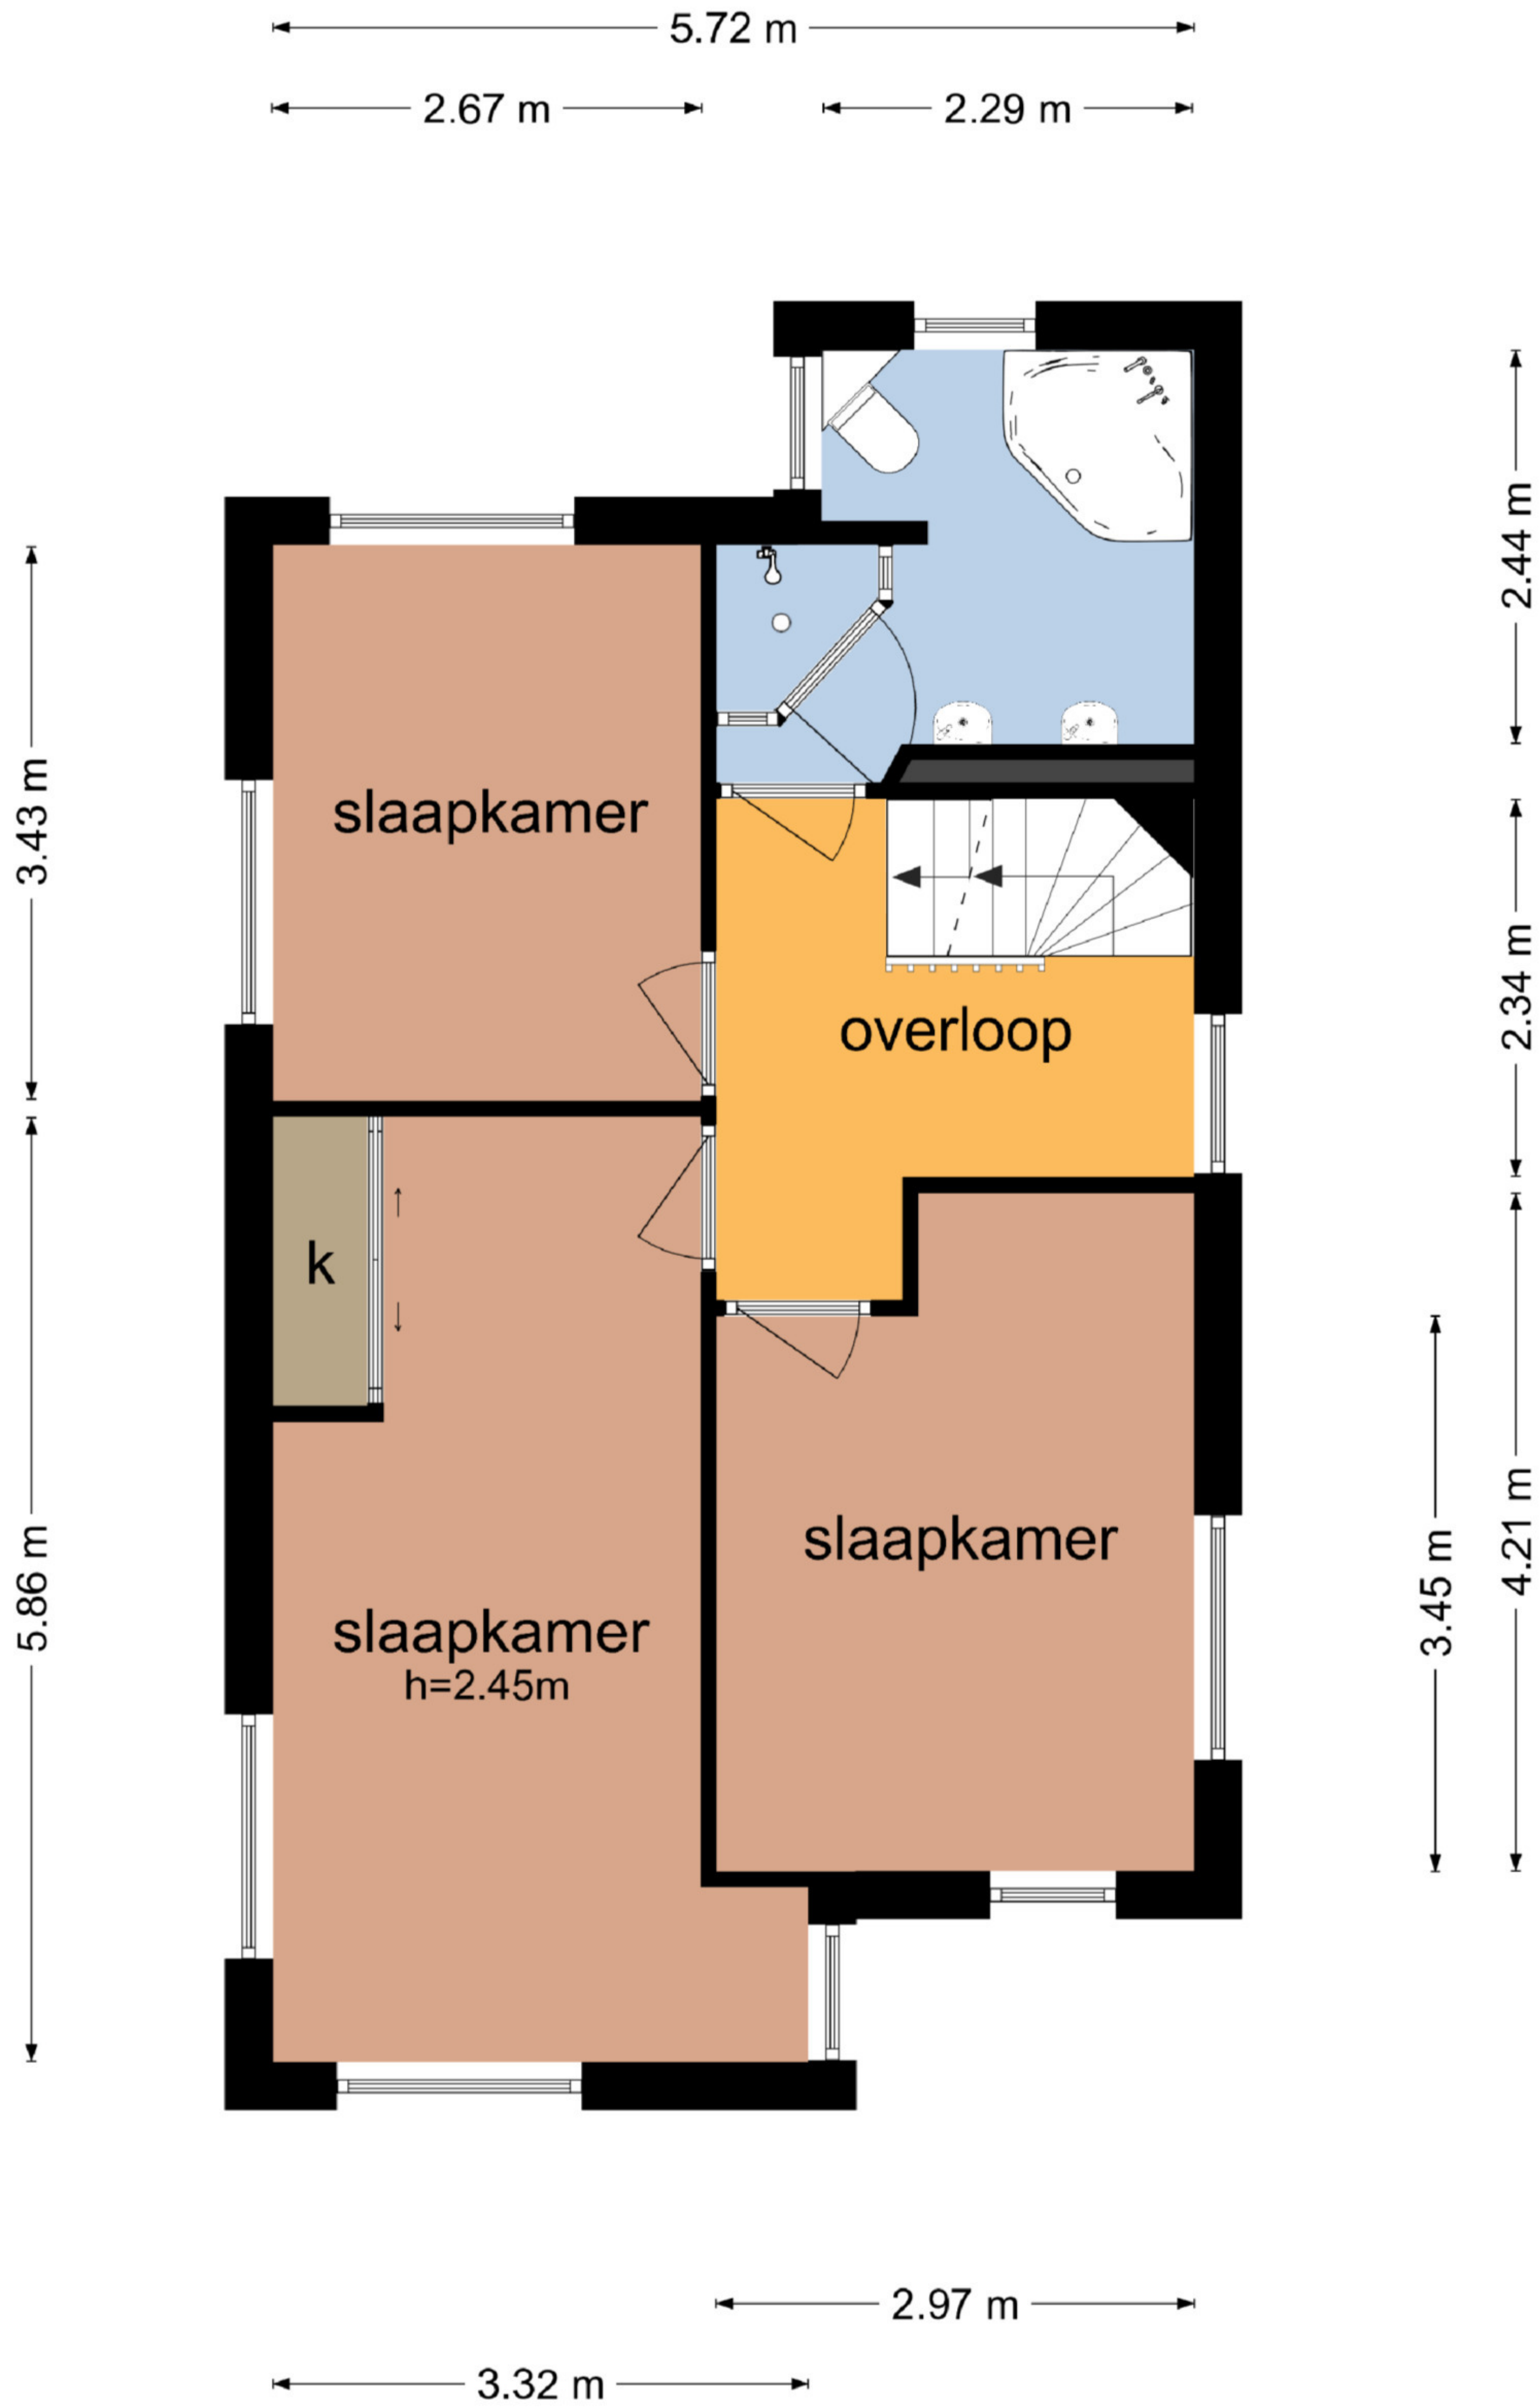 5.72 m
2.67 m
2.29 m
2.44 m
3.43 m
slaapkamer
2.34 m
overloop
k
5.86 m
slaapkamer
h=2.45m
slaapkamer
3.45 m
4.21 m
2.97 m
3.32 m